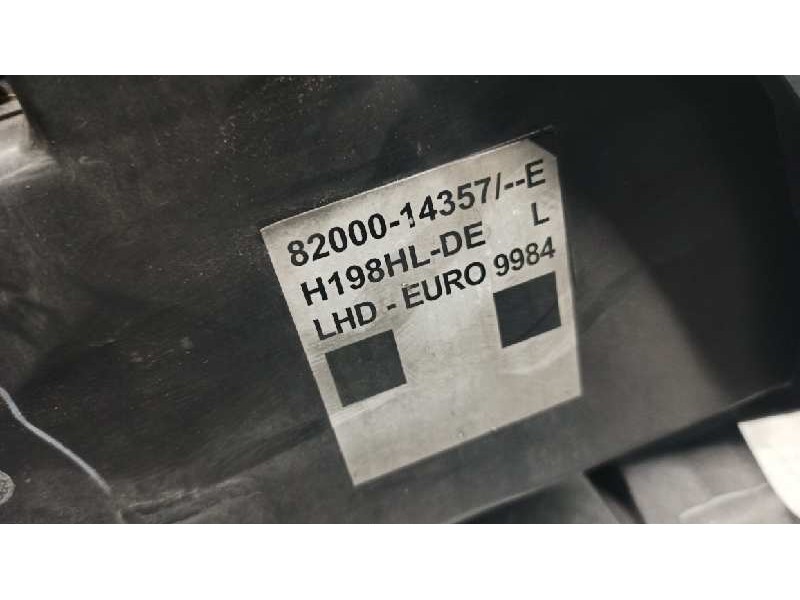 82000-14357/--E
H198HL-DE L
LHD - EURO 9984